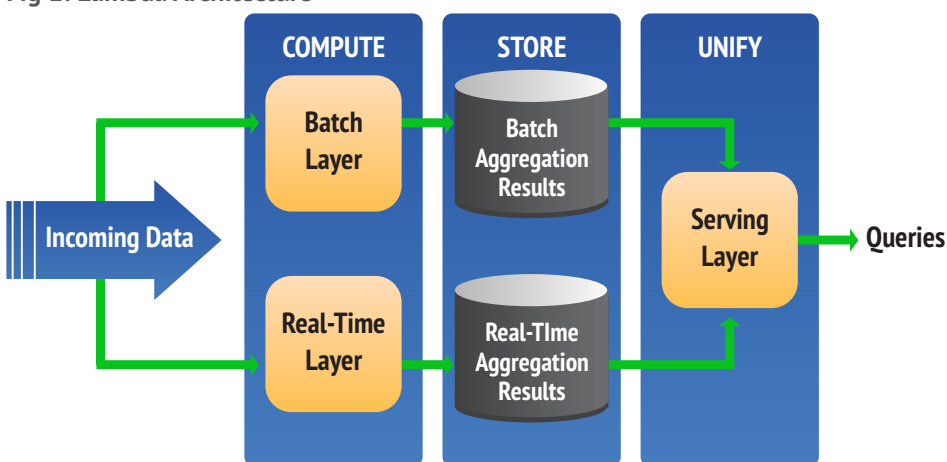 COMPUTE
STORE
UNIFY
Batch
Layer
Batch
Aggregation
Results
Incoming Data
Serving
Layer
Queries
Real-Time
Layer
Real-TIme
Aggregation
Results